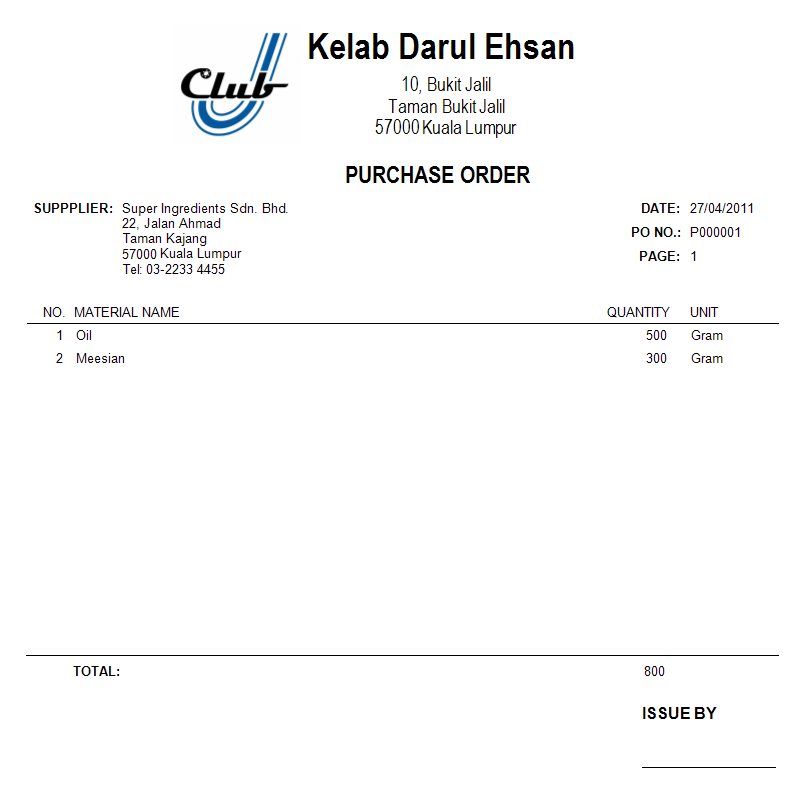 Club
Kelab Darul Ehsan
10, Bukit Jalil
Taman Bukit Jalil
57000 Kuala Lumpur
PURCHASE ORDER
SUPPPLIER: Super Ingredients Sdn. Bhd.
22, Jalan Ahmad
Taman Kajang
57000 Kuala Lumpur
Tel: 03-2233 4455
DATE: 27/04/2011
PO NO.: P000001
PAGE: 1
NO. MATERIAL NAME QUANTITY UNIT
1 Oil 500 Gram
2 Meesian 300 Gram
TOTAL: 800
ISSUE BY